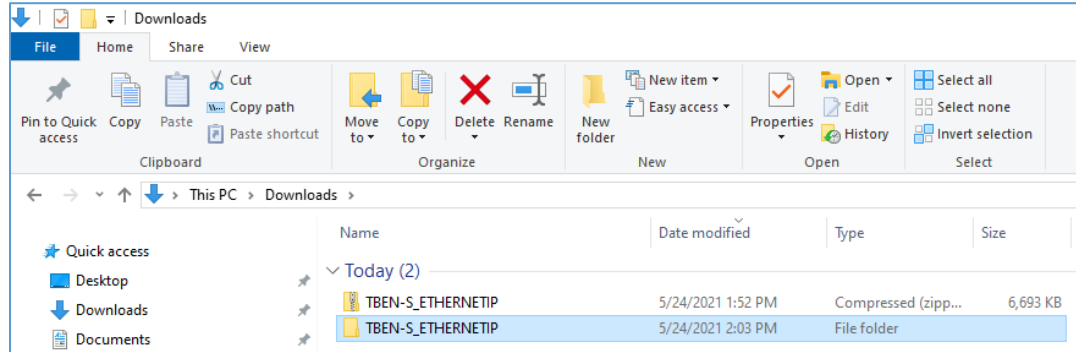 Downloads
File Home Share View
Pin to Quick access
Copy
Paste
Cut
Copy path
Paste shortcut
Clipboard
Move to
Copy to
Delete
Rename
Organize
New folder
New item
Easy access
New
Properties
Open
Edit
History
Open
Select all
Select none
Invert selection
Select
This PC > Downloads >
Quick access
Desktop
Downloads
Documents
Name Date modified Type Size
Today (2)
TBEN-S_ETHERNETIP 5/24/2021 1:52 PM Compressed (zipp... 6,693 KB
TBEN-S_ETHERNETIP 5/24/2021 2:03 PM File folder